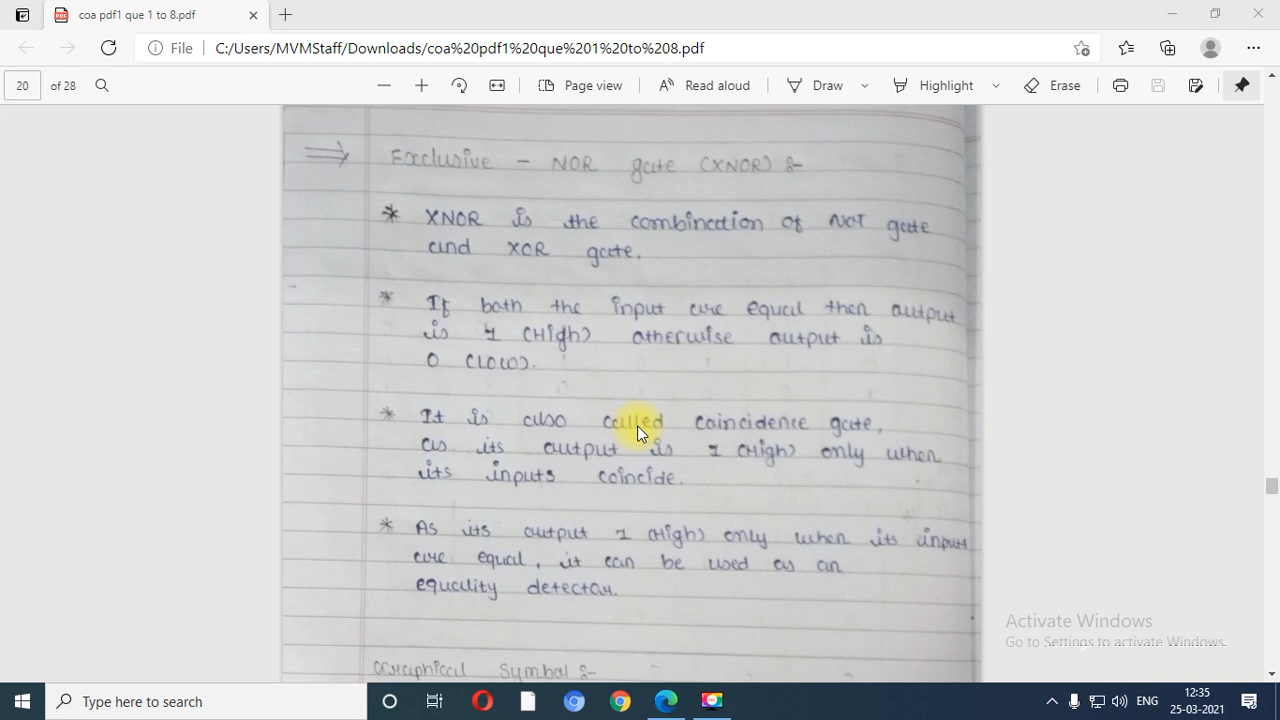 coa pdf1 que 1 to 8.pdf
File C:/Users/MVMStaff/Downloads/coa%20pdf1%20que%201%20to%208.pdf
20 of 28 Page view Read aloud Draw Highlight Erase
Exclusive - NOR gate (XNOR) :-
* XNOR is the combination of NOT gate
and XOR gate.
* If both the input are equal then output
is 1 (High) otherwise output is
0 (Low).
* It is also called coincidence gate,
as its output is 1 (High) only when
its inputs coincide.
* As its output 1 (High) only when its inputs
are equal, it can be used as an
equality detector.
Graphical Symbol :-
Activate Windows
Go to Settings to activate Windows.
Type here to search
ENG
12:35
25-03-2021